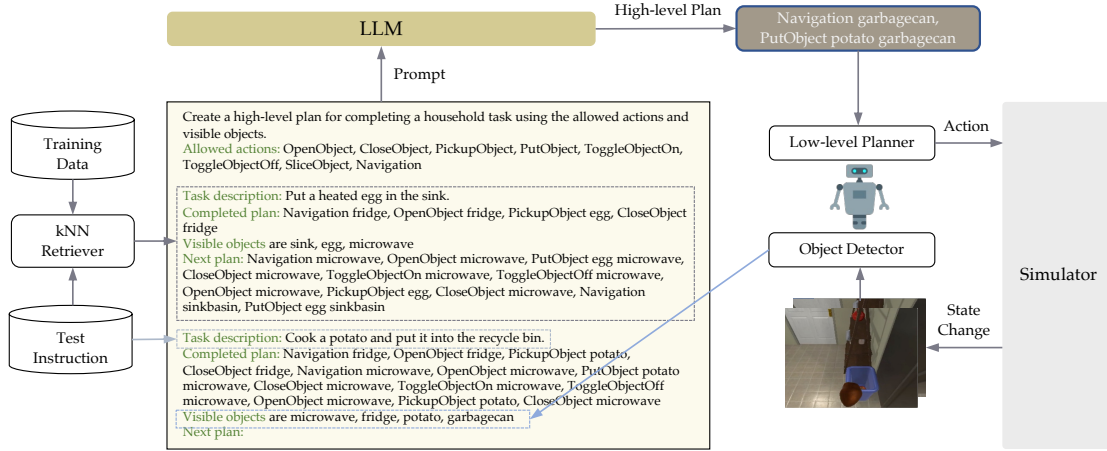 LLM
High-level Plan
Navigation garbagecan,
PutObject potato garbagecan
Prompt
Create a high-level plan for completing a household task using the allowed actions and
visible objects.
Allowed actions: OpenObject, CloseObject, PickupObject, PutObject, ToggleObjectOn,
ToggleObjectOff, SliceObject, Navigation
Task description: Put a heated egg in the sink.
Completed plan: Navigation fridge, OpenObject fridge, PickupObject egg, CloseObject
fridge
Visible objects are sink, egg, microwave
Next plan: Navigation microwave, OpenObject microwave, PutObject egg microwave,
CloseObject microwave, ToggleObjectOn microwave, ToggleObjectOff microwave,
OpenObject microwave, PickupObject egg, CloseObject microwave, Navigation
sinkbasin, PutObject egg sinkbasin
Task description: Cook a potato and put it into the recycle bin.
Completed plan: Navigation fridge, OpenObject fridge, PickupObject potato,
CloseObject fridge, Navigation microwave, OpenObject microwave, PutObject potato
microwave, CloseObject microwave, ToggleObjectOn microwave, ToggleObjectOff
microwave, OpenObject microwave, PickupObject potato, CloseObject microwave
Visible objects are microwave, fridge, potato, garbagecan
Next plan:
Training
Data
kNN
Retriever
Test
Instruction
Low-level Planner
Action
Object Detector
State
Change
Simulator